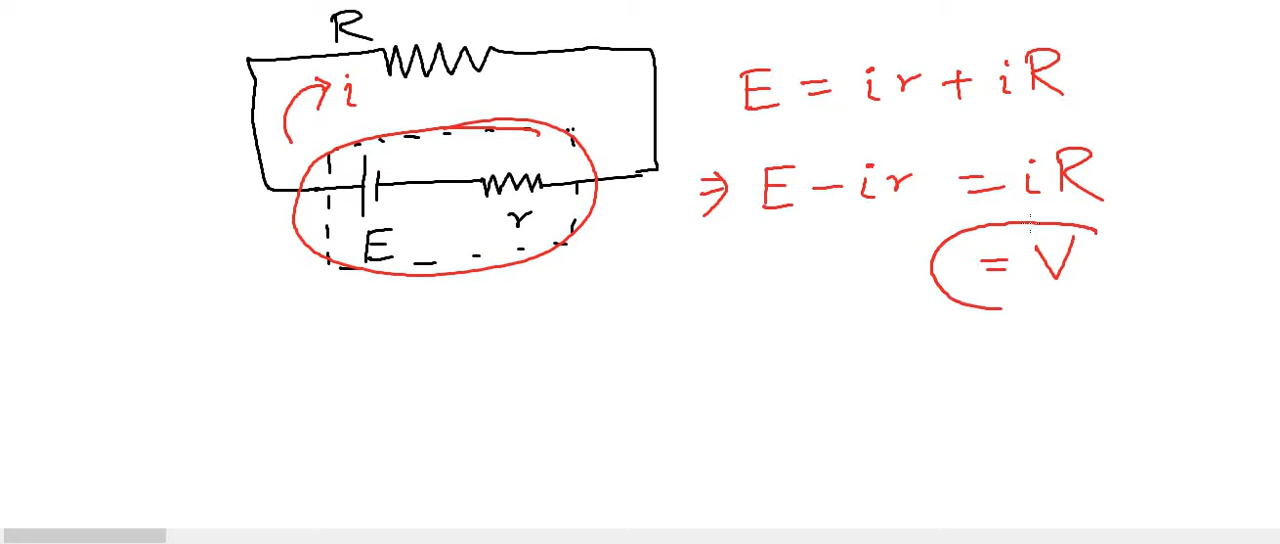 R
i
E
r
E = ir + iR
⇒ E - ir = iR
= V